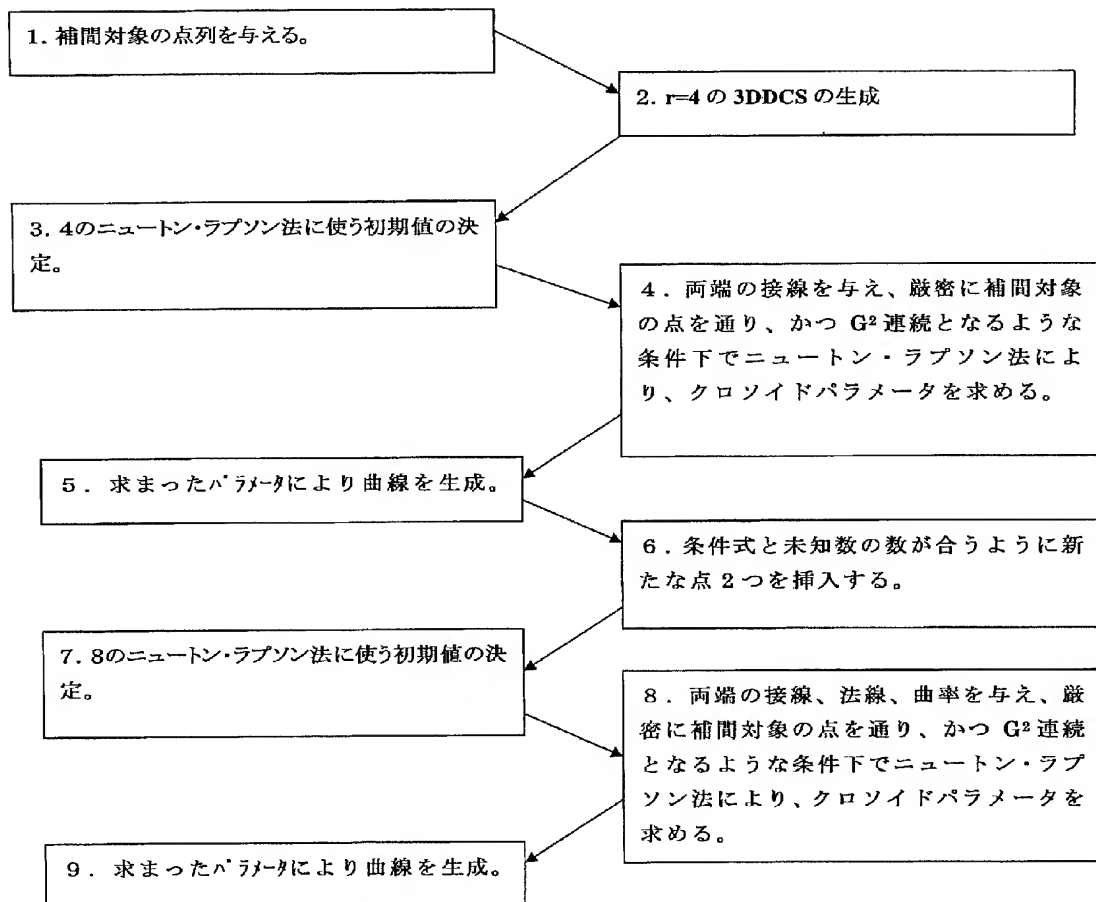 1. 補間対象の点列を与える。
2. r=4 の 3DDCS の生成
3. 4のニュートン・ラプソン法に使う初期値の決
定。
4. 両端の接線を与え、厳密に補間対象
の点を通り、かつ G² 連続となるような
条件下でニュートン・ラプソン法によ
り、クロソイドパラメータを求める。
5. 求まったパラメータにより曲線を生成。
6. 条件式と未知数の数が合うように新
たな点 2 つを挿入する。
7. 8のニュートン・ラプソン法に使う初期値の決
定。
8. 両端の接線、法線、曲率を与え、厳
密に補間対象の点を通り、かつ G² 連続
となるような条件下でニュートン・ラプ
ソン法により、クロソイドパラメータを
求める。
9. 求まったパラメータにより曲線を生成。